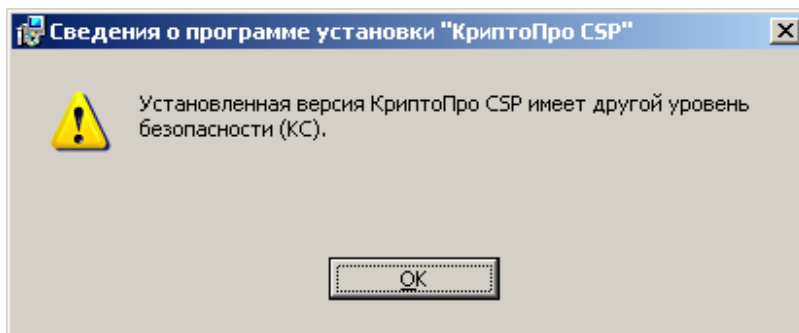 Сведения о программе установки "КриптоПро CSP"
Установленная версия КриптоПро CSP имеет другой уровень
безопасности (КС).
OK